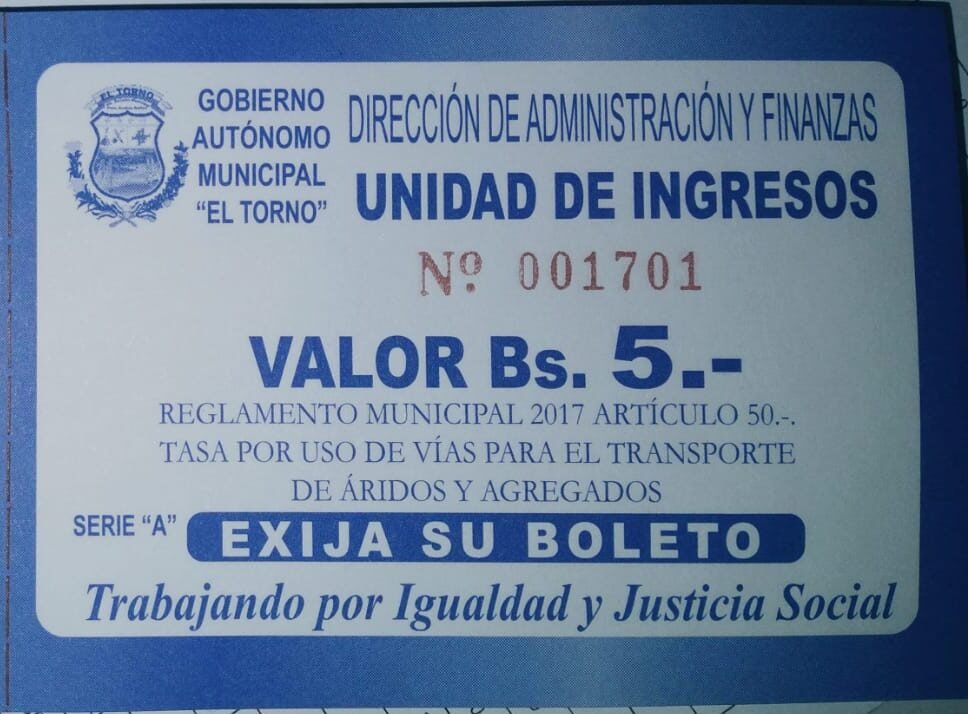 EL TORNO
GOBIERNO
AUTÓNOMO
MUNICIPAL
“EL TORNO”
DIRECCIÓN DE ADMINISTRACIÓN Y FINANZAS
UNIDAD DE INGRESOS
Nº. 001701
VALOR Bs. 5.-
REGLAMENTO MUNICIPAL 2017 ARTÍCULO 50.-.
TASA POR USO DE VÍAS PARA EL TRANSPORTE
DE ÁRIDOS Y AGREGADOS
SERIE “A”
EXIJA SU BOLETO
Trabajando por Igualdad y Justicia Social